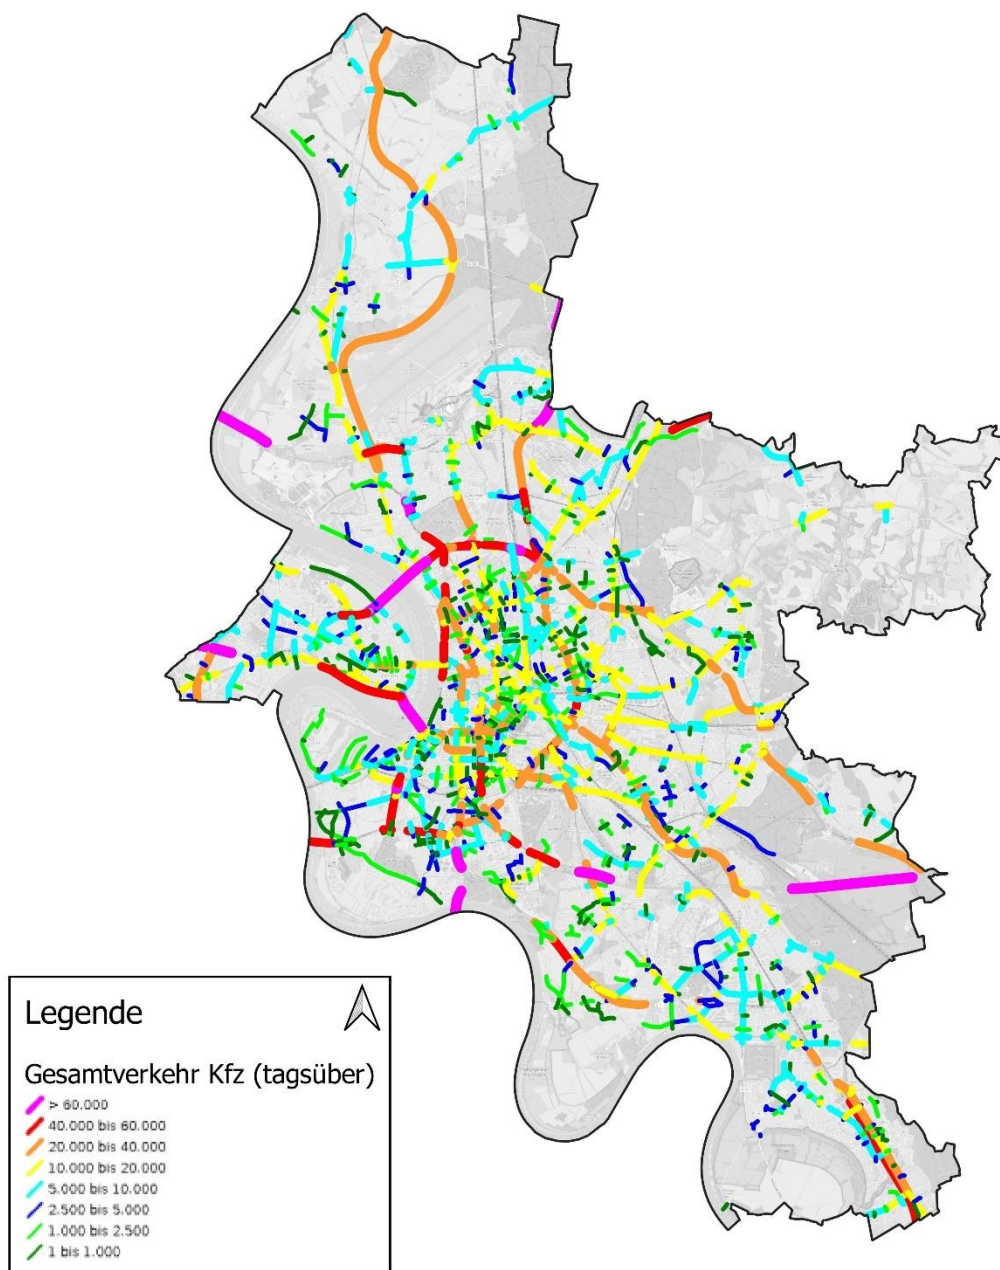 Legende
Gesamtverkehr Kfz (tagsüber)
> 60.000
40.000 bis 60.000
20.000 bis 40.000
10.000 bis 20.000
5.000 bis 10.000
2.500 bis 5.000
1.000 bis 2.500
1 bis 1.000